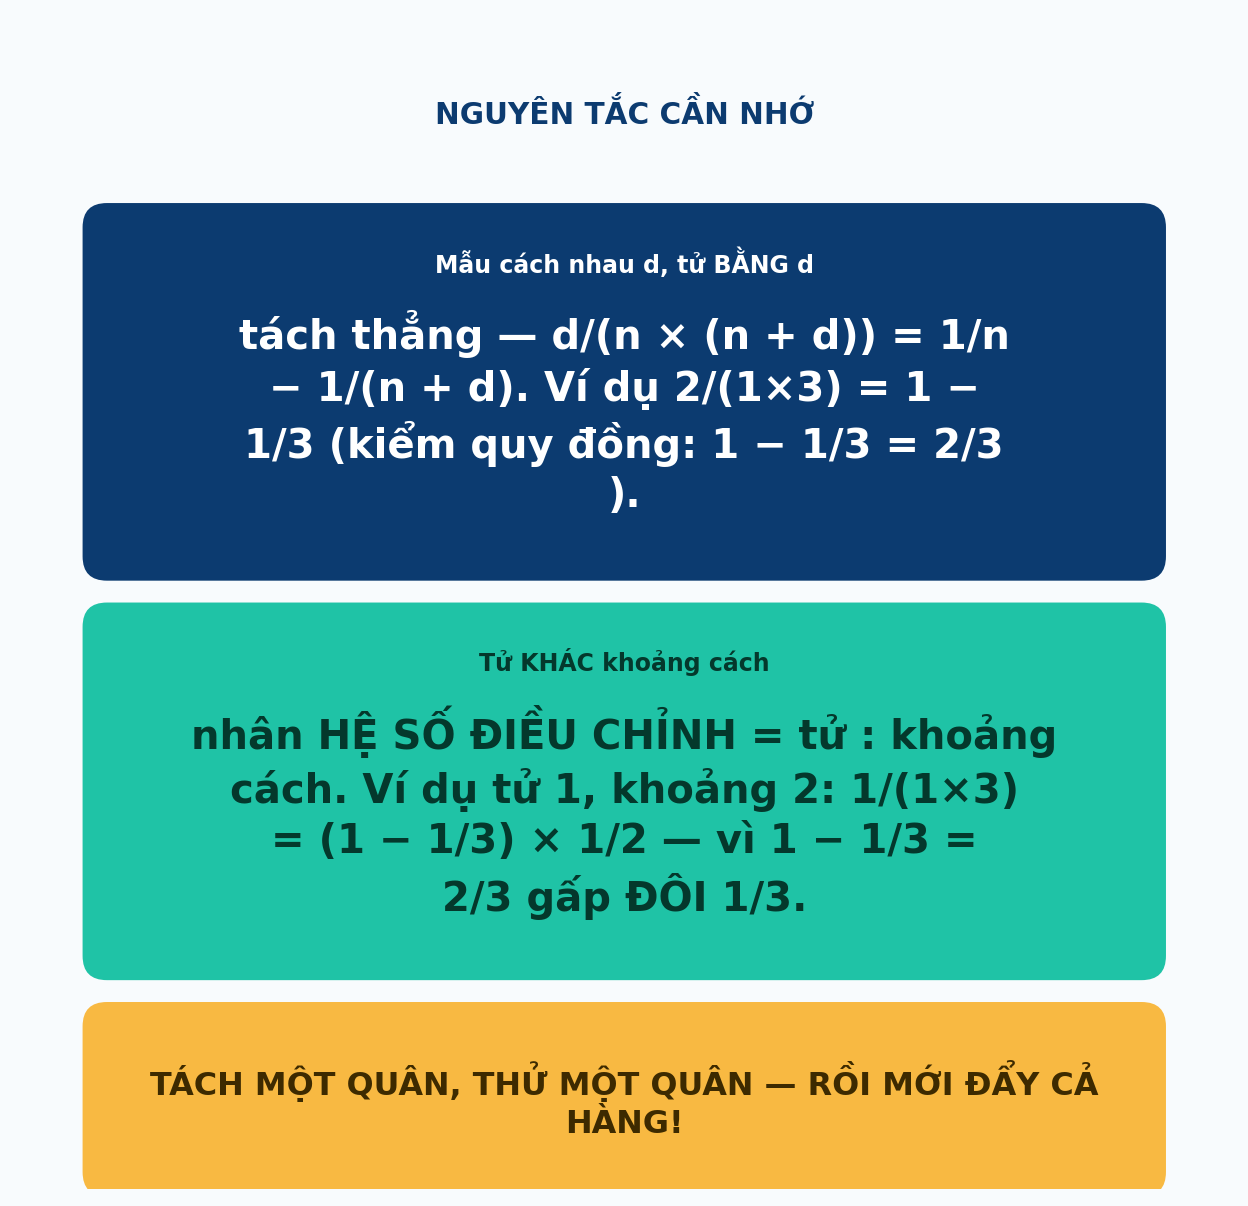 NGUYÊN TẮC CẦN NHỚ
Mẫu cách nhau d, tử BẰNG d
tách thẳng — d/(n × (n + d)) = 1/n
− 1/(n + d). Ví dụ 2/(1×3) = 1 −
1/3 (kiểm quy đồng: 1 − 1/3 = 2/3
).
Tử KHÁC khoảng cách
nhân HỆ SỐ ĐIỀU CHỈNH = tử : khoảng
cách. Ví dụ tử 1, khoảng 2: 1/(1×3)
= (1 − 1/3) × 1/2 — vì 1 − 1/3 =
2/3 gấp ĐÔI 1/3.
TÁCH MỘT QUÂN, THỬ MỘT QUÂN — RỒI MỚI ĐẨY CẢ
HÀNG!